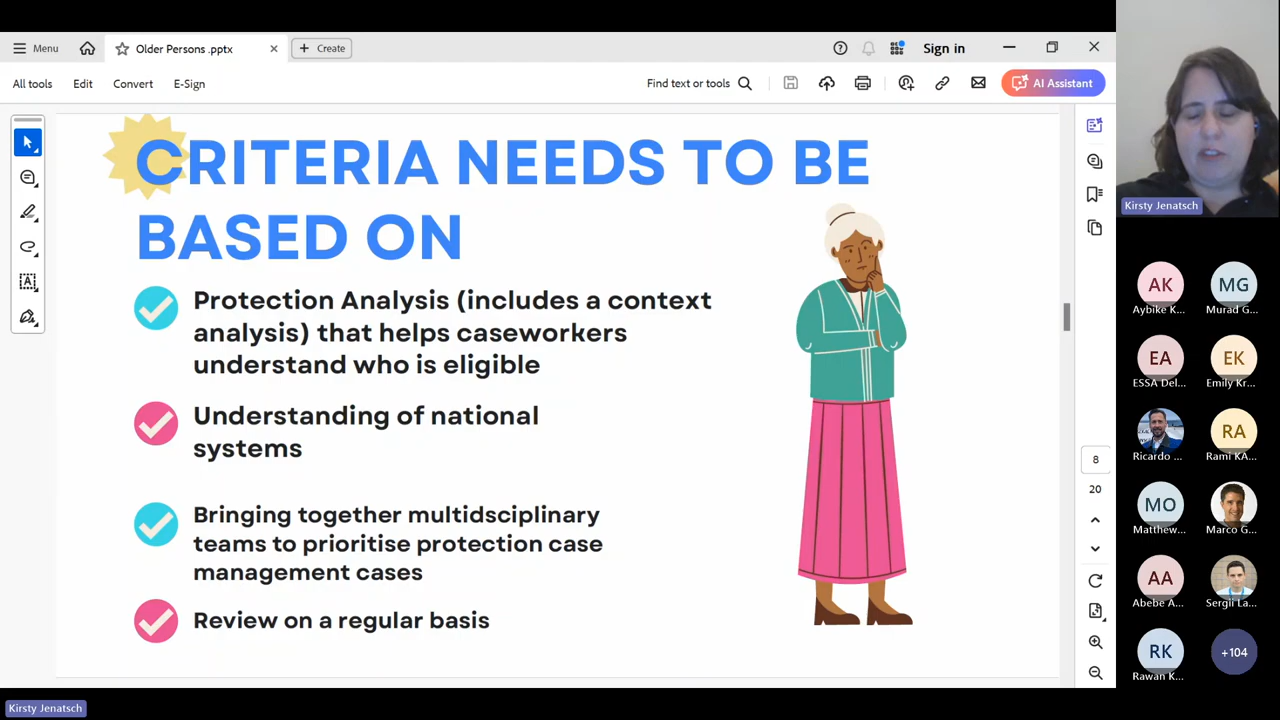 Menu
Older Persons .pptx
Create
Sign in
All tools
Edit
Convert
E-Sign
Find text or tools
AI Assistant
CRITERIA NEEDS TO BE
BASED ON
Protection Analysis (includes a context
analysis) that helps caseworkers
understand who is eligible
Understanding of national
systems
Bringing together multidsciplinary
teams to prioritise protection case
management cases
Review on a regular basis
8
20
Kirsty Jenatsch
AK
Aybike K...
MG
Murad G...
EA
ESSA Del...
EK
Emily Kr...
Ricardo ...
RA
Rami KA...
MO
Matthew...
Marco G...
AA
Abebe A...
Sergii La...
RK
Rawan K...
+104
Kirsty Jenatsch